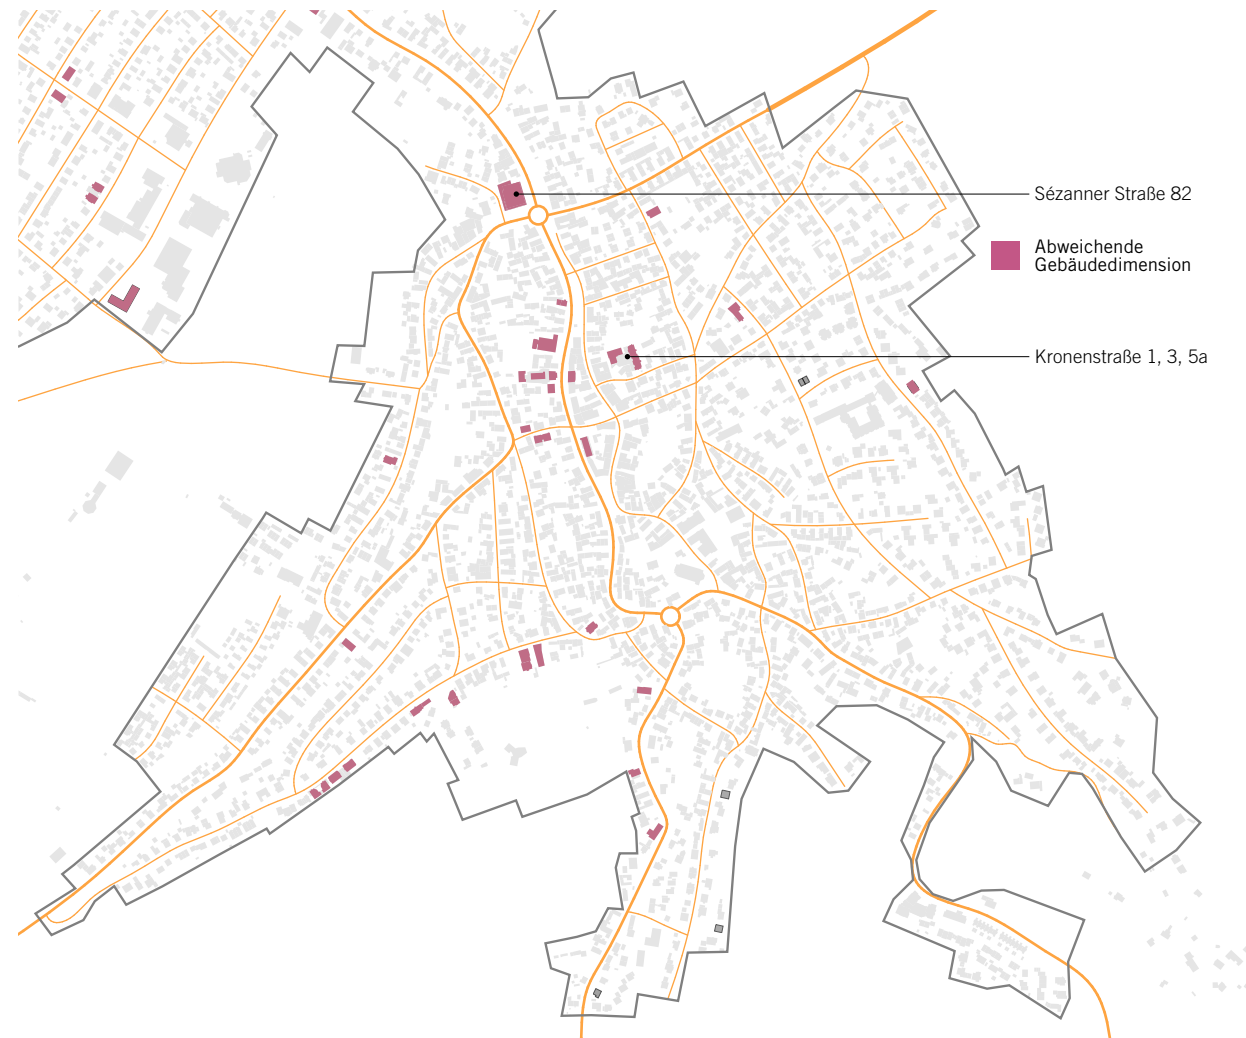 Sézanner Straße 82
Abweichende
Gebäudedimension
Kronenstraße 1, 3, 5a